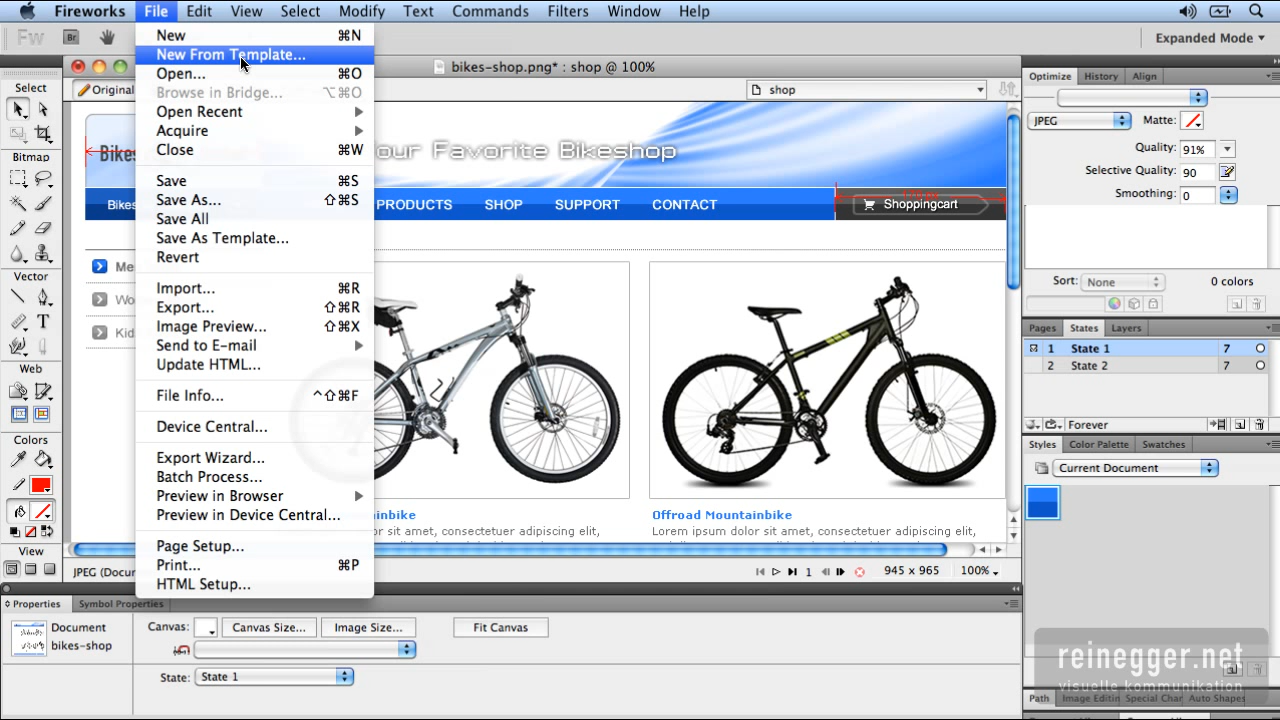 Fireworks File Edit View Select Modify Text Commands Filters Window Help
Fw Br Expanded Mode
New ⌘N
New From Template...
Open... ⌘O
Browse in Bridge... ⌥⌘O
Open Recent
Acquire
Close ⌘W
Save ⌘S
Save As... ⇧⌘S
Save All
Save As Template...
Revert
Import... ⌘R
Export... ⇧⌘R
Image Preview... ⇧⌘X
Send to E-mail
Update HTML...
File Info... ^⇧⌘F
Device Central...
Export Wizard...
Batch Process...
Preview in Browser
Preview in Device Central...
Page Setup...
Print... ⌘P
HTML Setup...
bikes-shop.png* : shop @ 100%
Original
shop
our Favorite Bikeshop
PRODUCTS SHOP SUPPORT CONTACT
Shoppingcart
Offroad Mountainbike
Lorem ipsum dolor sit amet, consectetuer adipiscing elit,
m dolor sit amet, consectetuer adipiscing elit,
JPEG (Docu
1 945 x 965 100%
Select
Bitmap
Vector
Web
Colors
View
Properties Symbol Properties
Document
bikes-shop
Canvas: Canvas Size... Image Size... Fit Canvas
State: State 1
Optimize History Align
JPEG Matte:
Quality: 91%
Selective Quality: 90
Smoothing: 0
Sort: None 0 colors
Pages States Layers
1 State 1 7
2 State 2 7
Forever
Styles Color Palette Swatches
Current Document
reinegger.net
visuelle kommunikation
Path Image Editin Special Char Auto Shapes